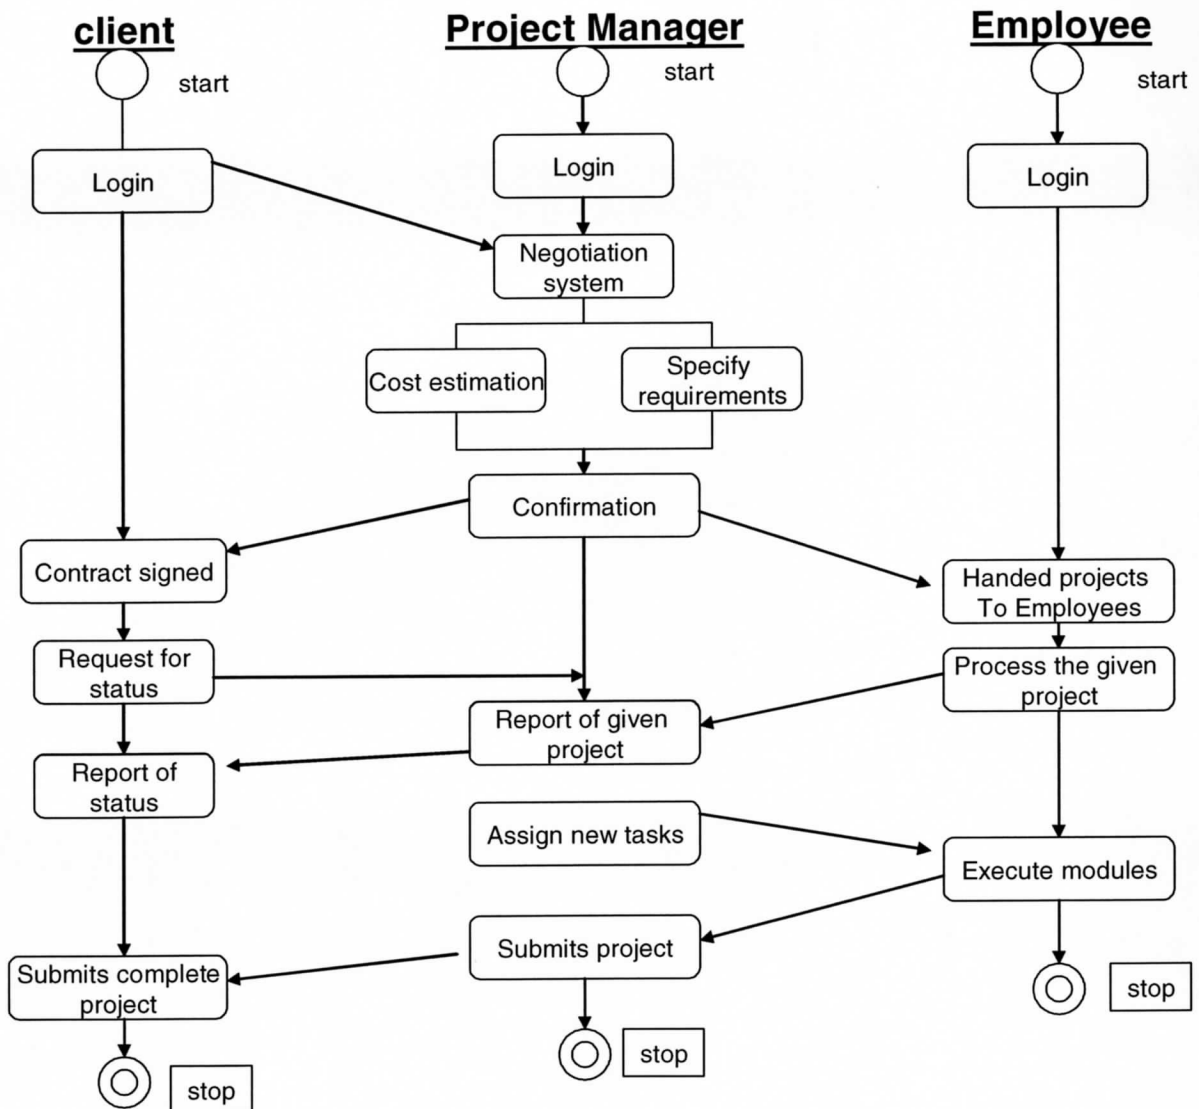 client
Project Manager
Employee
start
start
start
Login
Login
Login
Negotiation
system
Cost estimation
Specify
requirements
Confirmation
Contract signed
Handed projects
To Employees
Request for
status
Process the given
project
Report of given
project
Report of
status
Assign new tasks
Execute modules
Submits project
Submits complete
project
stop
stop
stop